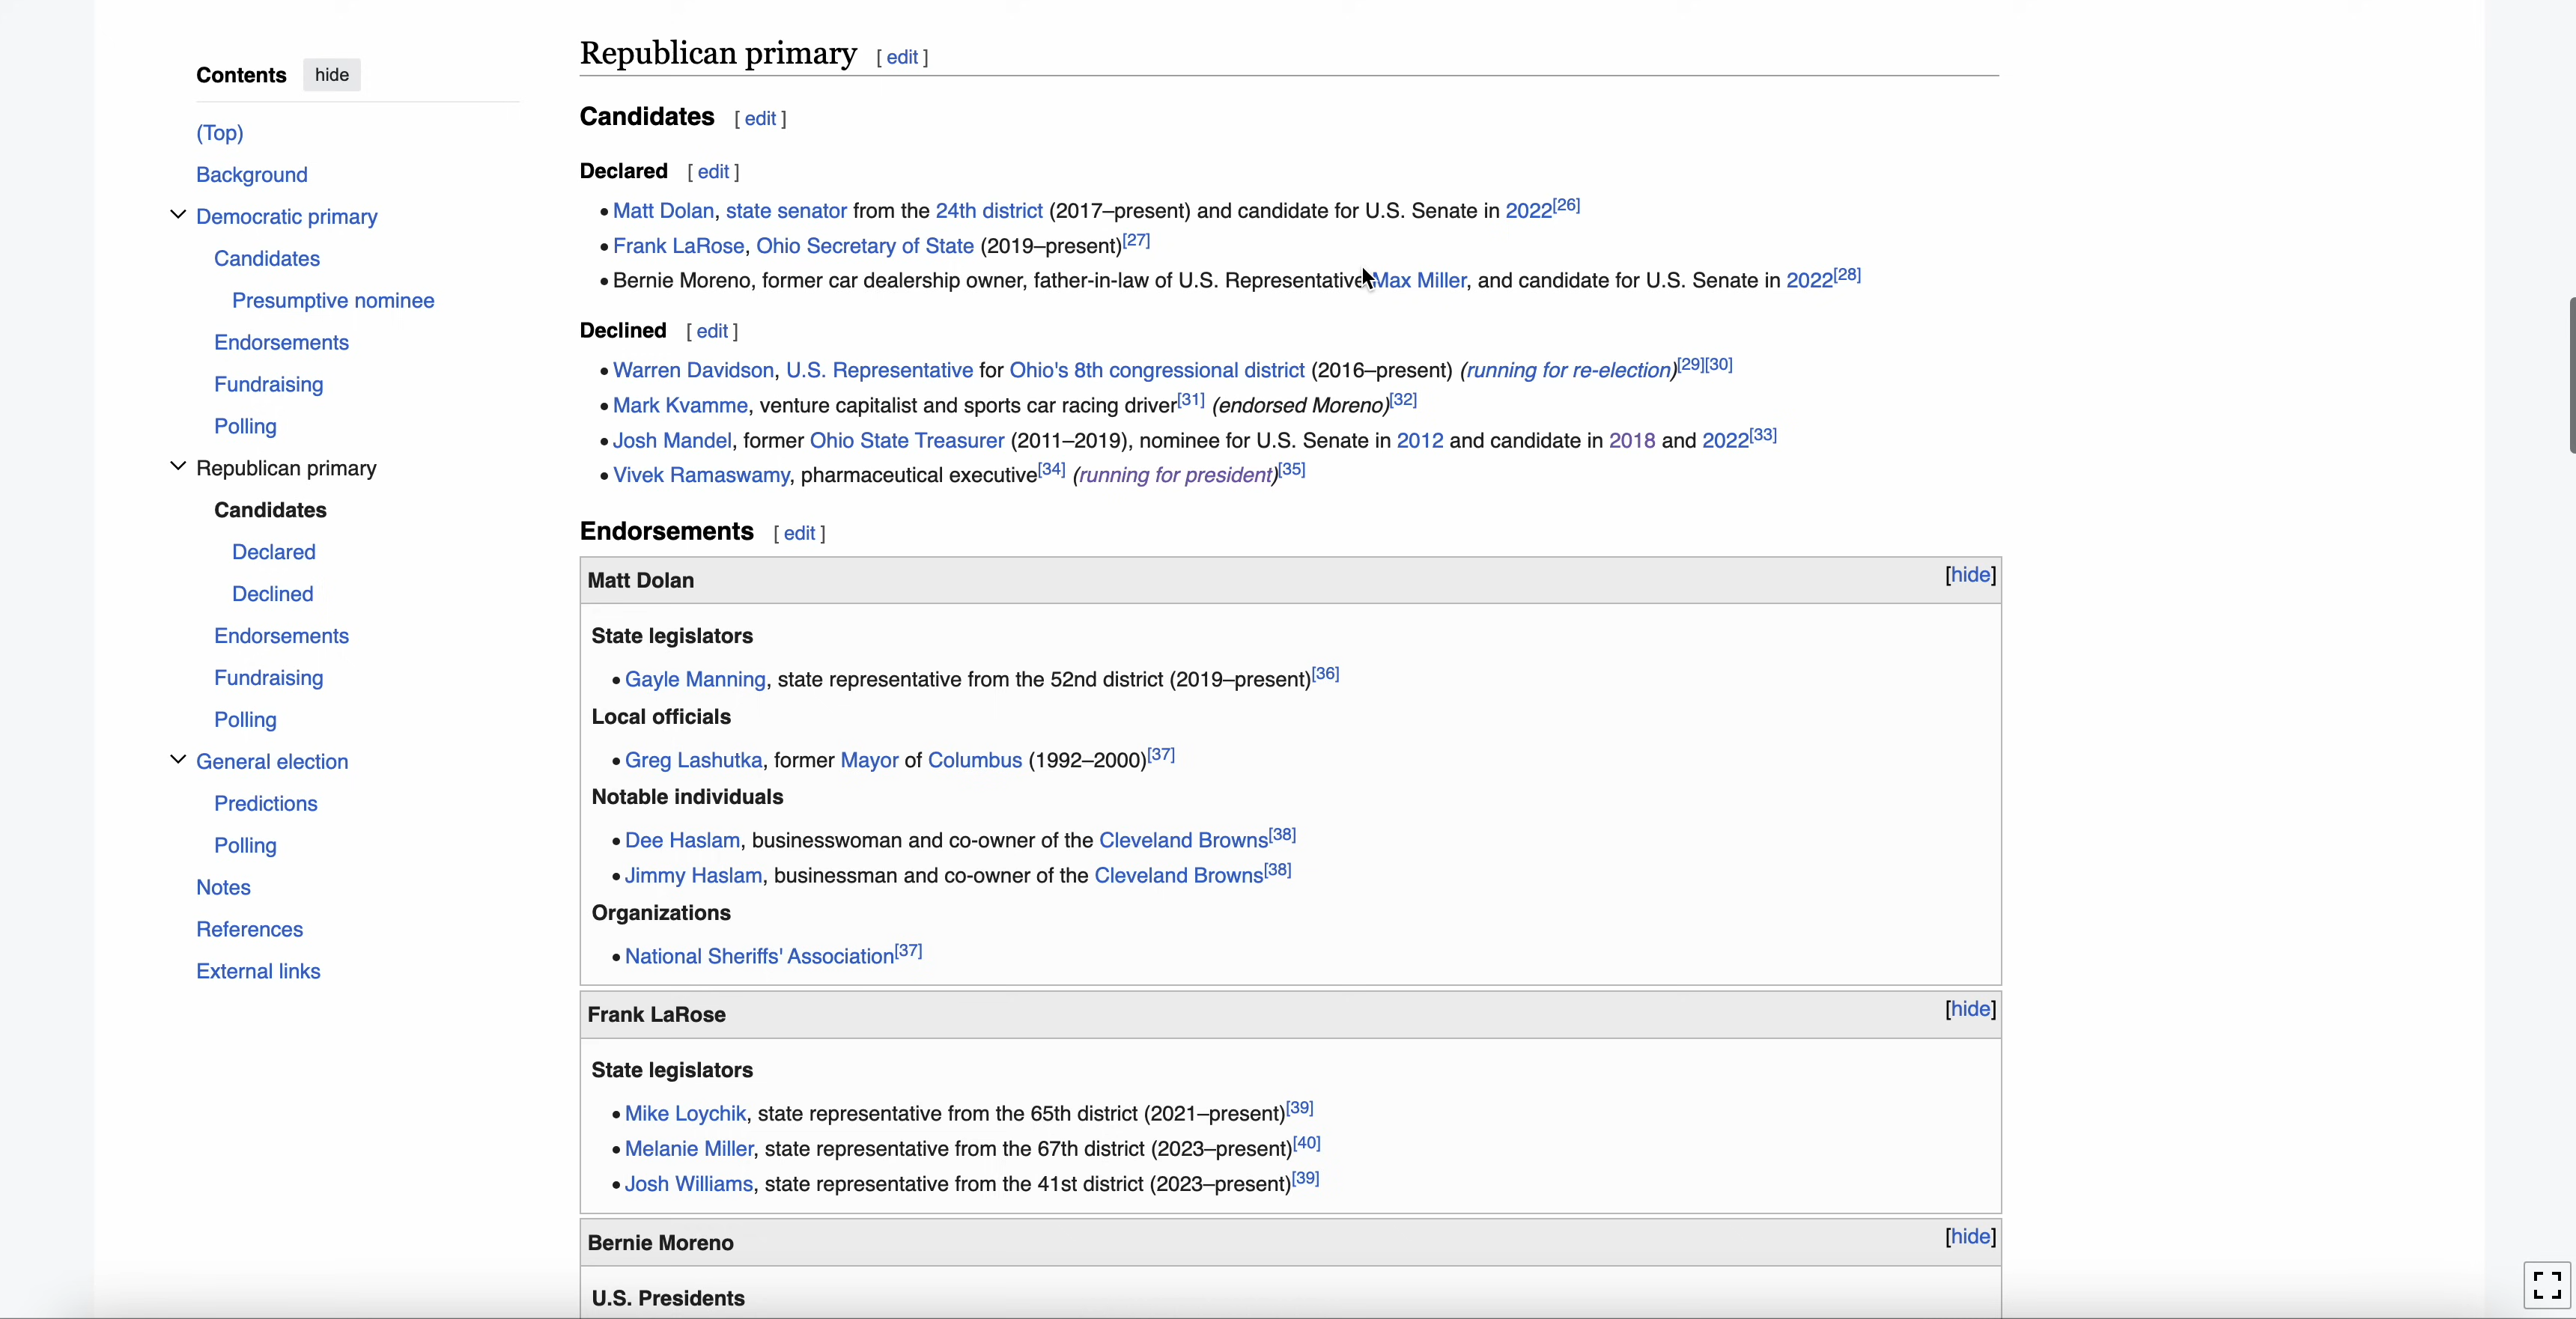 Contents hide
(Top)
Background
Democratic primary
Candidates
Presumptive nominee
Endorsements
Fundraising
Polling
Republican primary
Candidates
Declared
Declined
Endorsements
Fundraising
Polling
General election
Predictions
Polling
Notes
References
External links
Republican primary [ edit ]
Candidates [ edit ]
Declared [ edit ]
• Matt Dolan, state senator from the 24th district (2017–present) and candidate for U.S. Senate in 2022[26]
• Frank LaRose, Ohio Secretary of State (2019–present)[27]
• Bernie Moreno, former car dealership owner, father-in-law of U.S. Representative Max Miller, and candidate for U.S. Senate in 2022[28]
Declined [ edit ]
• Warren Davidson, U.S. Representative for Ohio's 8th congressional district (2016–present) (running for re-election)[29][30]
• Mark Kvamme, venture capitalist and sports car racing driver[31] (endorsed Moreno)[32]
• Josh Mandel, former Ohio State Treasurer (2011–2019), nominee for U.S. Senate in 2012 and candidate in 2018 and 2022[33]
• Vivek Ramaswamy, pharmaceutical executive[34] (running for president)[35]
Endorsements [ edit ]
Matt Dolan [hide]
State legislators
• Gayle Manning, state representative from the 52nd district (2019–present)[36]
Local officials
• Greg Lashutka, former Mayor of Columbus (1992–2000)[37]
Notable individuals
• Dee Haslam, businesswoman and co-owner of the Cleveland Browns[38]
• Jimmy Haslam, businessman and co-owner of the Cleveland Browns[38]
Organizations
• National Sheriffs' Association[37]
Frank LaRose [hide]
State legislators
• Mike Loychik, state representative from the 65th district (2021–present)[39]
• Melanie Miller, state representative from the 67th district (2023–present)[40]
• Josh Williams, state representative from the 41st district (2023–present)[39]
Bernie Moreno [hide]
U.S. Presidents